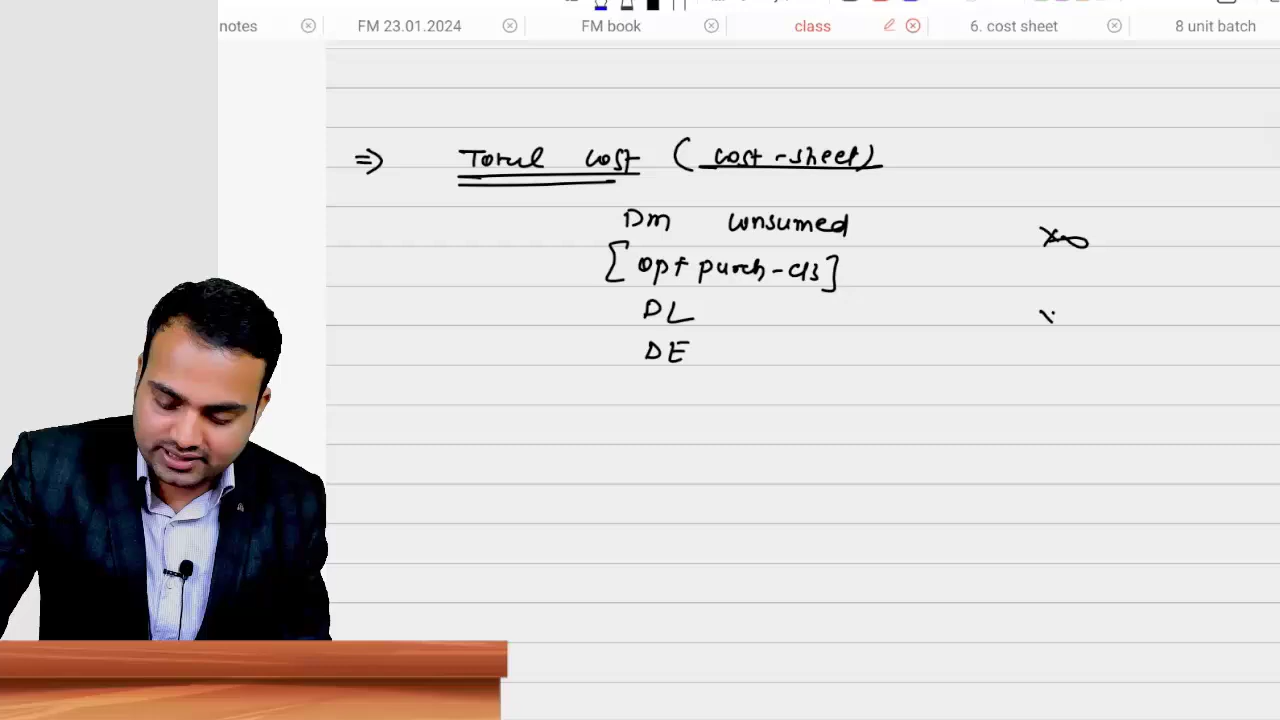 notes FM 23.01.2024 FM book class 6. cost sheet 8 unit batch
⇒ Total cost (cost-sheet)
DM consumed
[op + purch - cls]
DL
DE